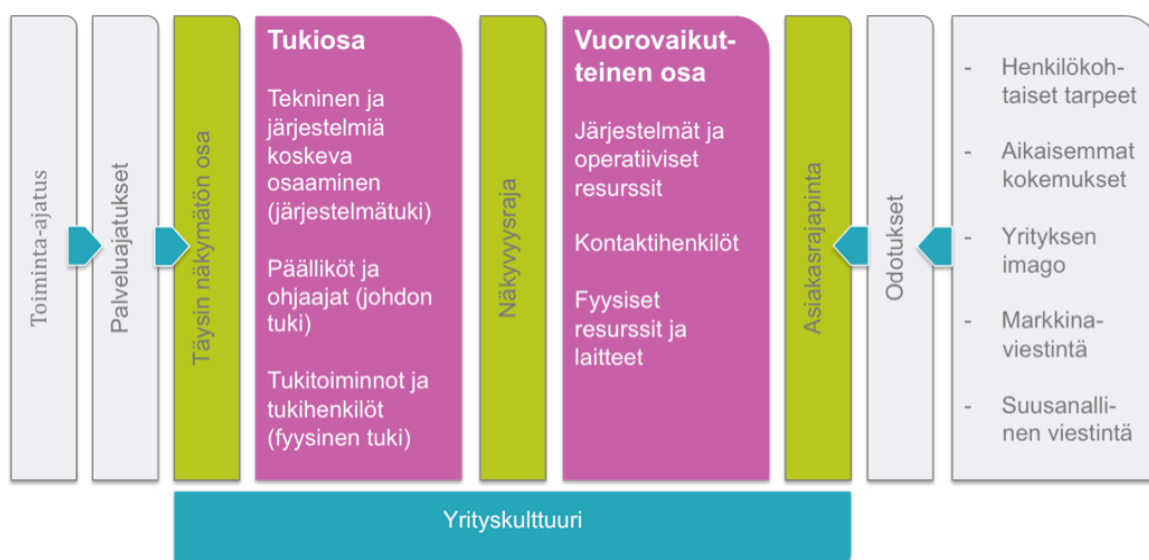 Toiminta-ajatus
Palveluajatukset
Täysin näkymätön osa
Tukiosa
Tekninen ja
järjestelmiä
koskeva
osaaminen
(järjestelmätuki)
Päälliköt ja
ohjaajat (johdon
tuki)
Tukitoiminnot ja
tukihenkilöt
(fyysinen tuki)
Näkyvyysraja
Vuorovaikut-
teinen osa
Järjestelmät ja
operatiiviset
resurssit
Kontaktihenkilöt
Fyysiset
resurssit ja
laitteet
Asiakasrajapinta
Odotukset
- Henkilökoh-
taiset tarpeet
- Aikaisemmat
kokemukset
- Yrityksen
imago
- Markkina-
viestintä
- Suusanalli-
nen viestintä
Yrityskulttuuri